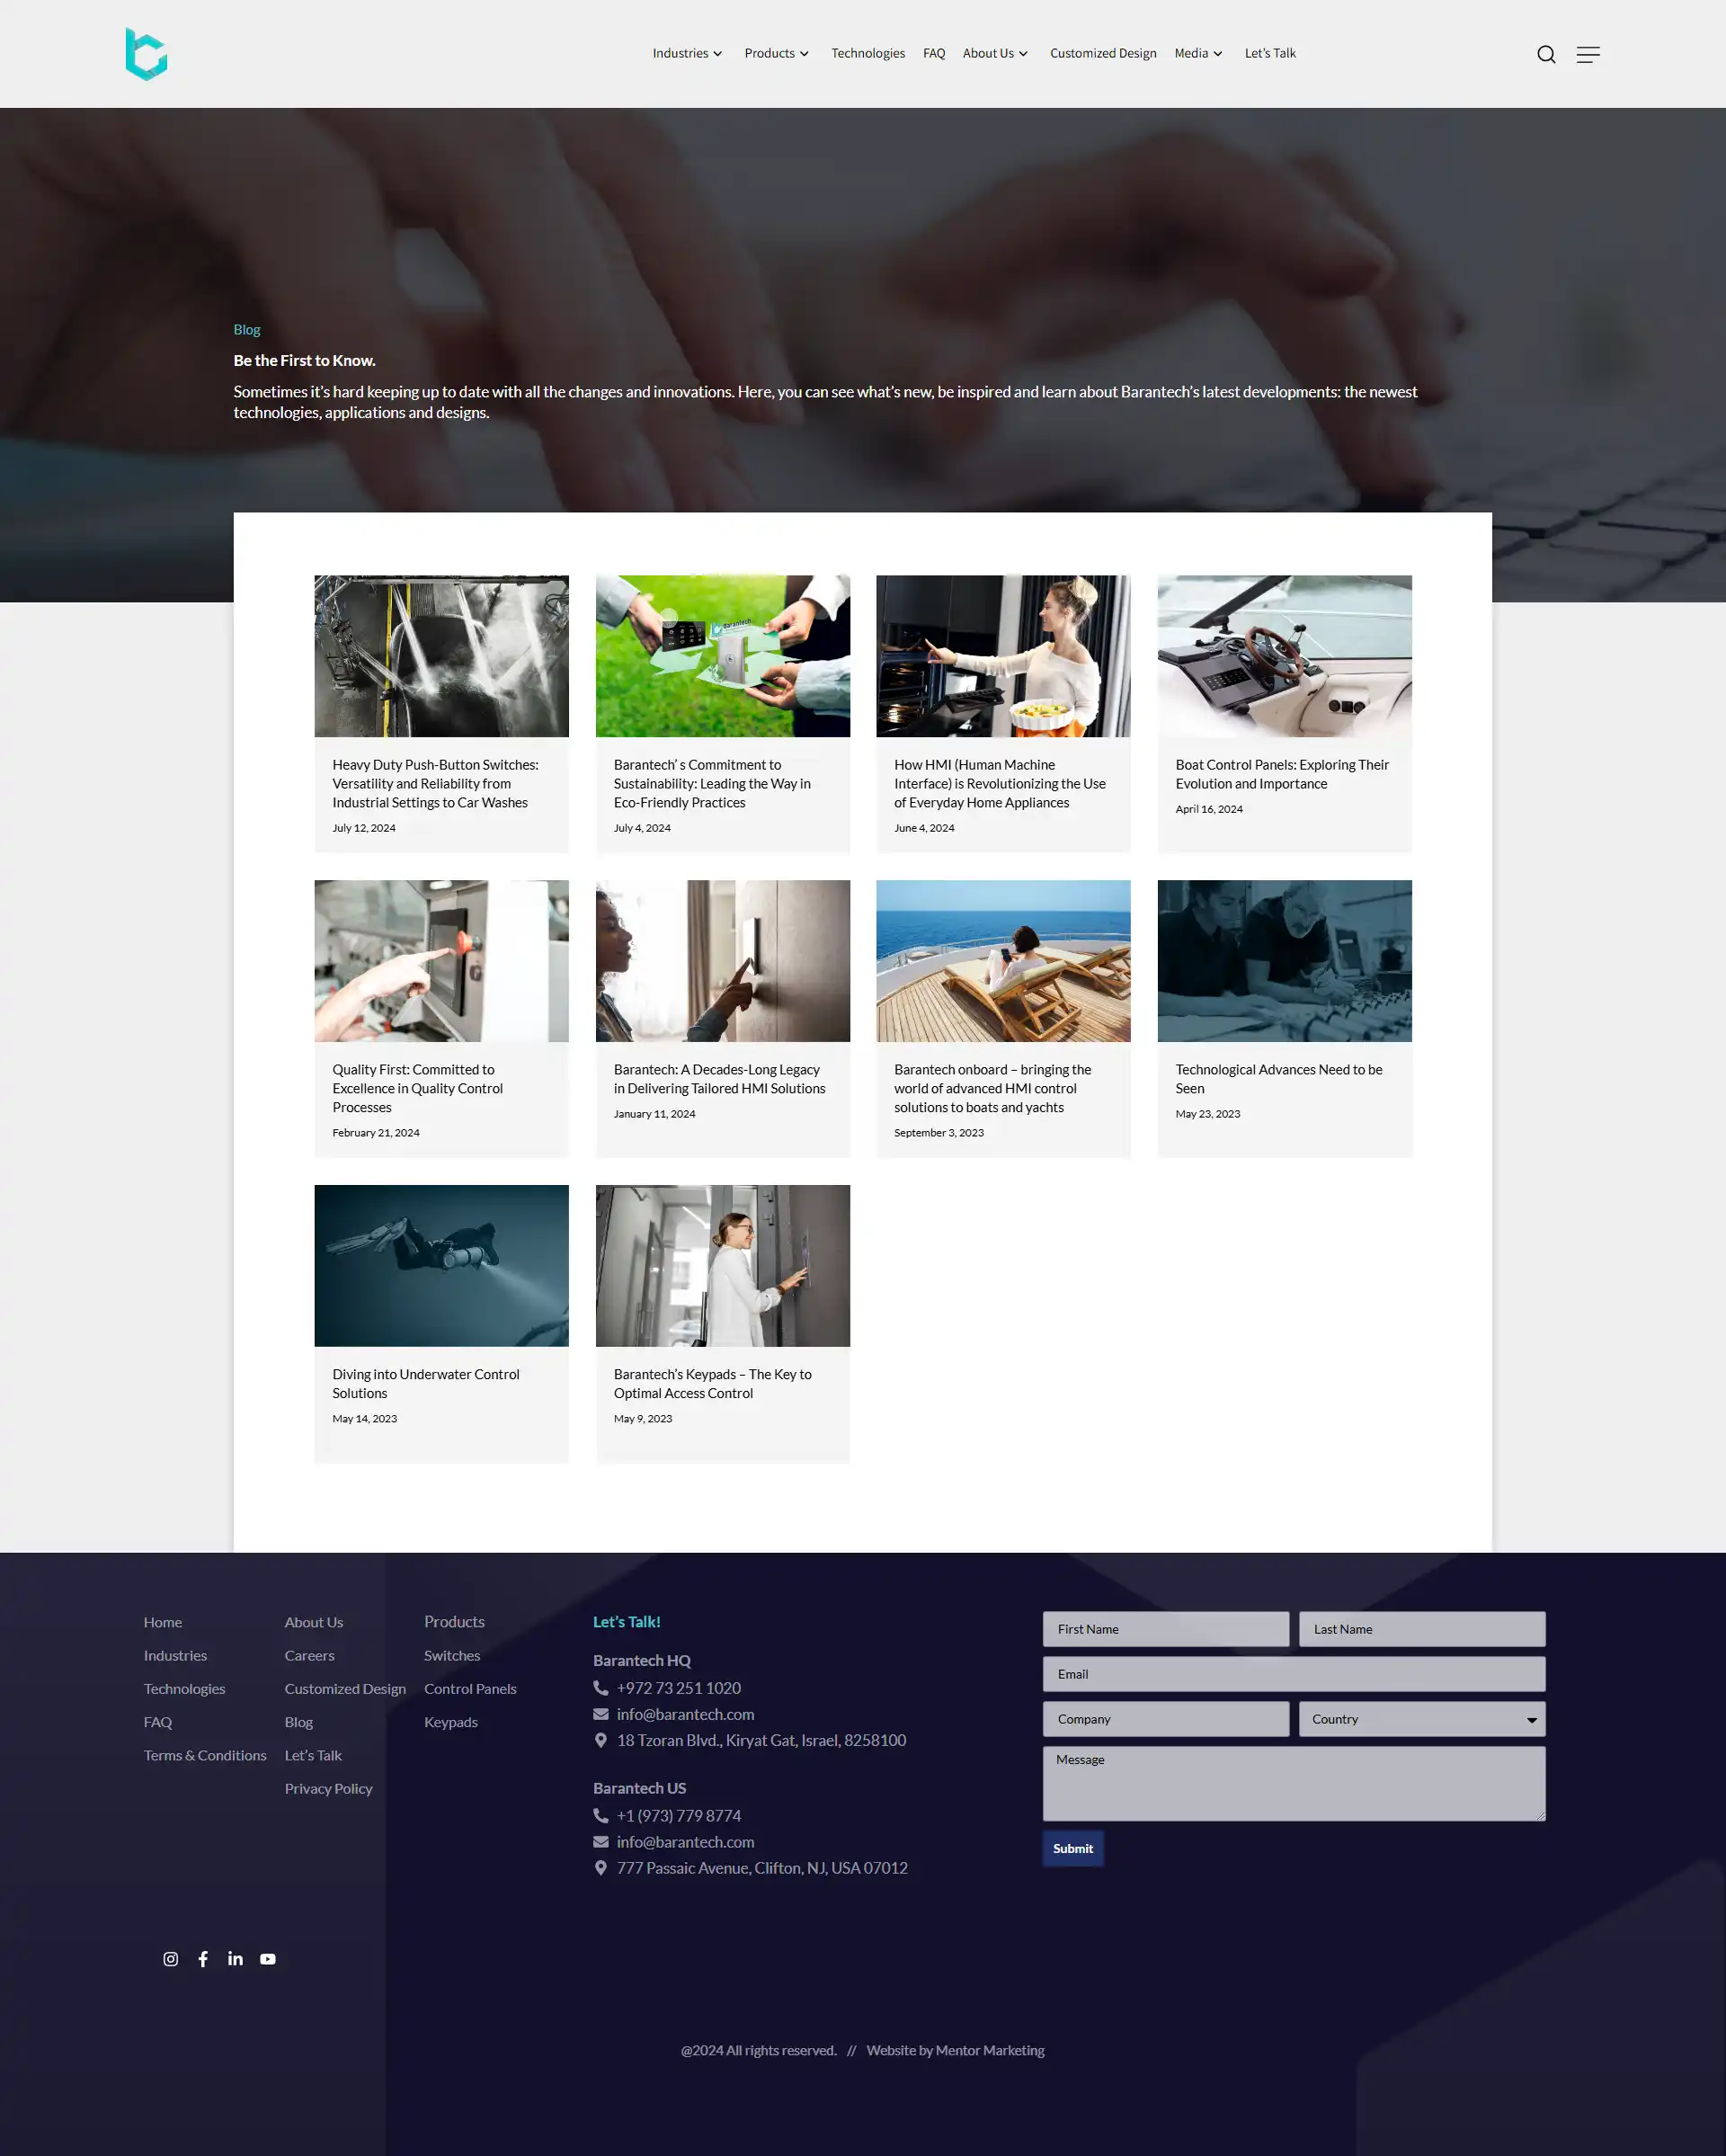 Industries
Products
Technologies
FAQ
About Us
Customized Design
Media
Let's Talk
Blog
Be the First to Know.
Sometimes it's hard keeping up to date with all the changes and innovations. Here, you can see what's new, be inspired and learn about Barantech's latest developments: the newest
technologies, applications and designs.
barantech
Heavy Duty Push-Button Switches:
Versatility and Reliability from
Industrial Settings to Car Washes
July 12, 2024
Barantech' s Commitment to
Sustainability: Leading the Way in
Eco-Friendly Practices
July 4, 2024
How HMI (Human Machine
Interface) is Revolutionizing the Use
of Everyday Home Appliances
June 4, 2024
Boat Control Panels: Exploring Their
Evolution and Importance
April 16, 2024
Quality First: Committed to
Excellence in Quality Control
Processes
February 21, 2024
Barantech: A Decades-Long Legacy
in Delivering Tailored HMI Solutions
January 11, 2024
Barantech onboard – bringing the
world of advanced HMI control
solutions to boats and yachts
September 3, 2023
Technological Advances Need to be
Seen
May 23, 2023
Diving into Underwater Control
Solutions
May 14, 2023
Barantech's Keypads – The Key to
Optimal Access Control
May 9, 2023
Home
Industries
Technologies
FAQ
Terms & Conditions
About Us
Careers
Customized Design
Blog
Let's Talk
Privacy Policy
Products
Switches
Control Panels
Keypads
Let's Talk!
Barantech HQ
+972 73 251 1020
info@barantech.com
18 Tzoran Blvd., Kiryat Gat, Israel, 8258100
Barantech US
+1 (973) 779 8774
info@barantech.com
777 Passaic Avenue, Clifton, NJ, USA 07012
First Name
Last Name
Email
Company
Country
Message
Submit
@2024 All rights reserved. // Website by Mentor Marketing